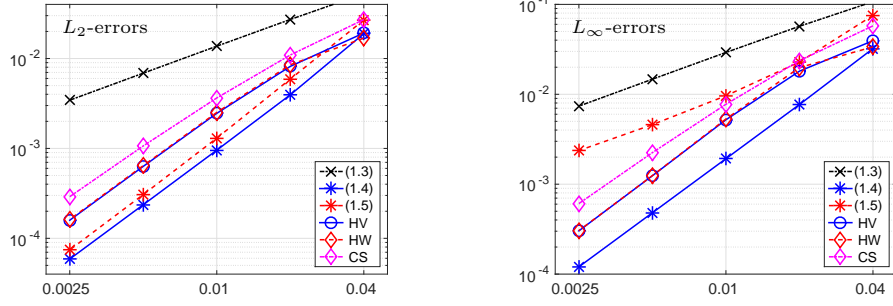 L₂-errors
10⁻²
10⁻³
10⁻⁴
0.0025
0.01
0.04
(1.3)
(1.4)
(1.5)
HV
HW
CS
L∞-errors
10⁻¹
10⁻²
10⁻³
10⁻⁴
0.0025
0.01
0.04
(1.3)
(1.4)
(1.5)
HV
HW
CS